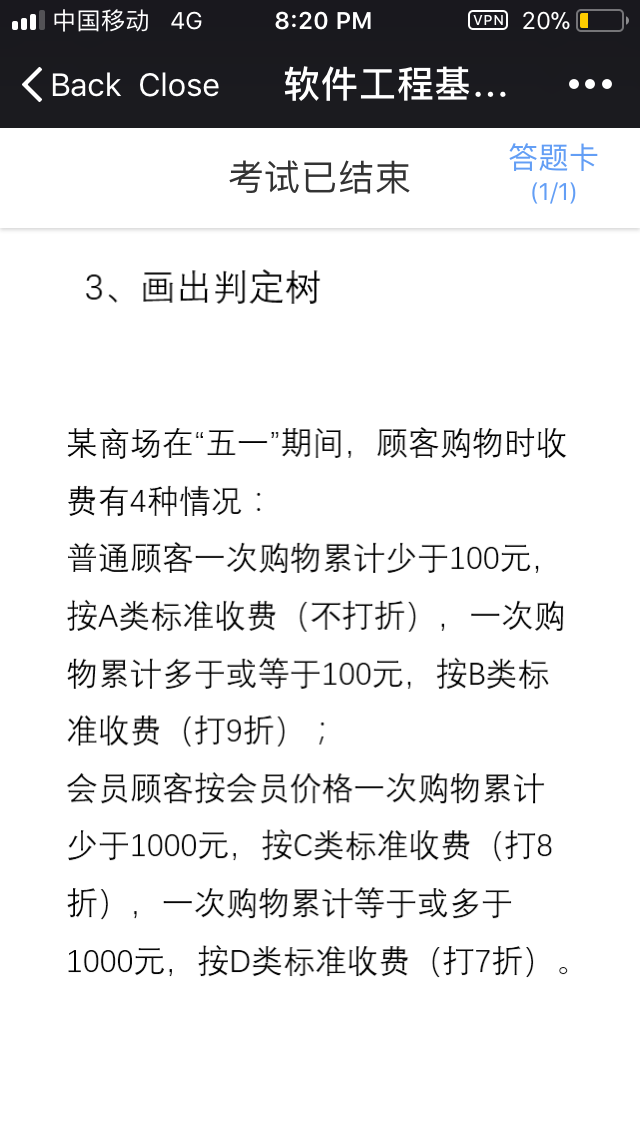 中国移动 4G 8:20 PM VPN 20%
Back Close 软件工程基...
考试已结束
答题卡
(1/1)
3、画出判定树
某商场在“五一”期间，顾客购物时收
费有4种情况：
普通顾客一次购物累计少于100元，
按A类标准收费（不打折），一次购
物累计多于或等于100元，按B类标
准收费（打9折）；
会员顾客按会员价格一次购物累计
少于1000元，按C类标准收费（打8
折），一次购物累计等于或多于
1000元，按D类标准收费（打7折）。